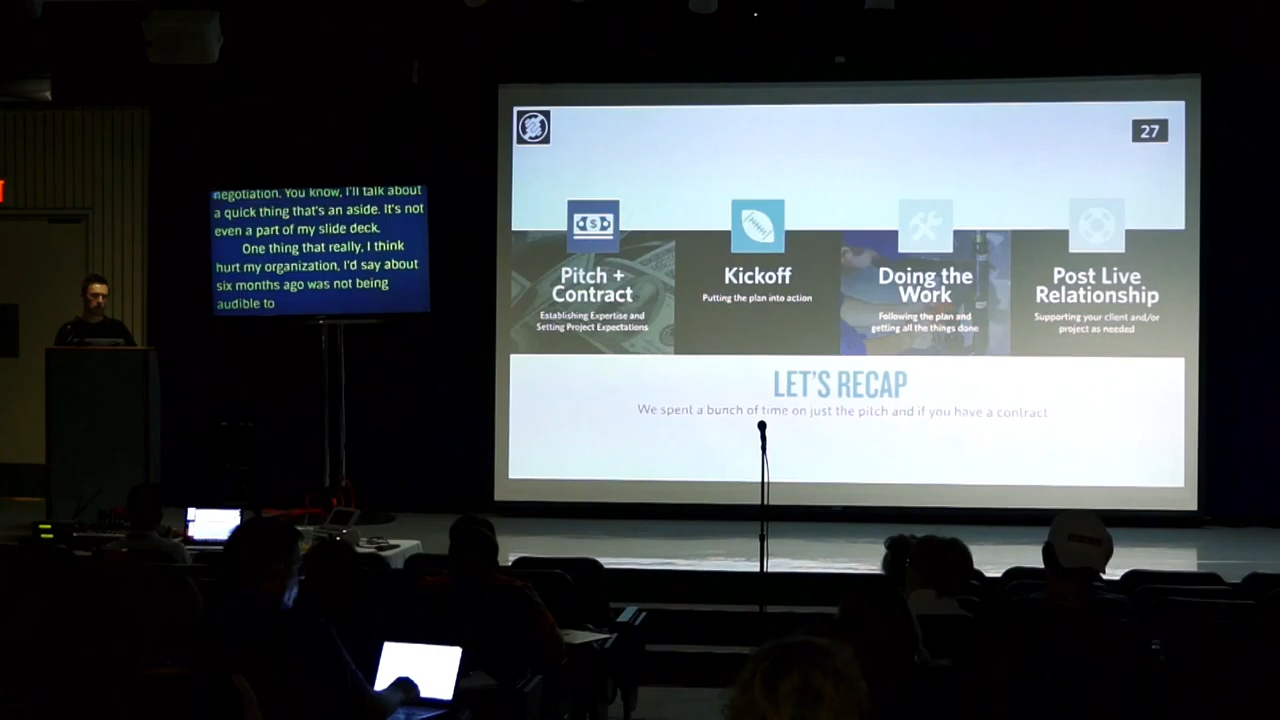 negotiation. You know, I'll talk about
a quick thing that's an aside. It's not
even a part of my slide deck.
One thing that really, I think
hurt my organization, I'd say about
six months ago was not being
audible to
27
Pitch +
Contract
Establishing Expertise and
Setting Project Expectations
Kickoff
Putting the plan into action
Doing the
Work
Following the plan and
getting all the things done
Post Live
Relationship
Supporting your client and/or
project as needed
LET'S RECAP
We spent a bunch of time on just the pitch and if you have a contract